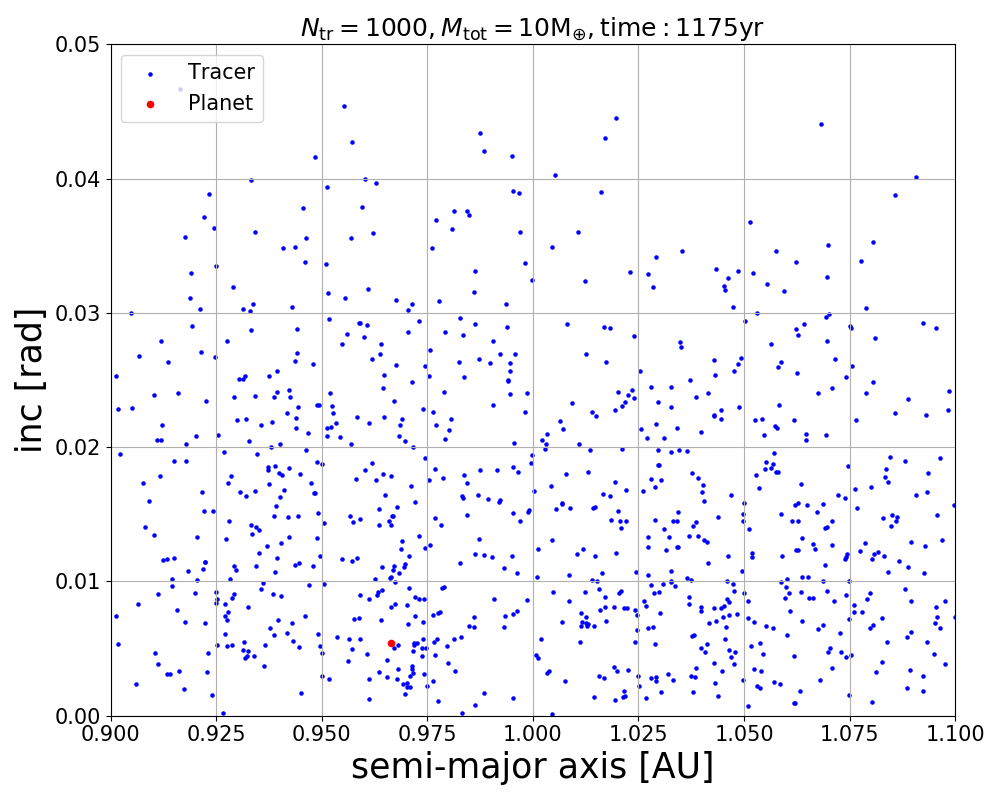 N_tr = 1000, M_tot = 10M_⊕, time : 1175yr
Tracer
Planet
inc [rad]
0.05
0.04
0.03
0.02
0.01
0.00
0.900 0.925 0.950 0.975 1.000 1.025 1.050 1.075 1.100
semi-major axis [AU]